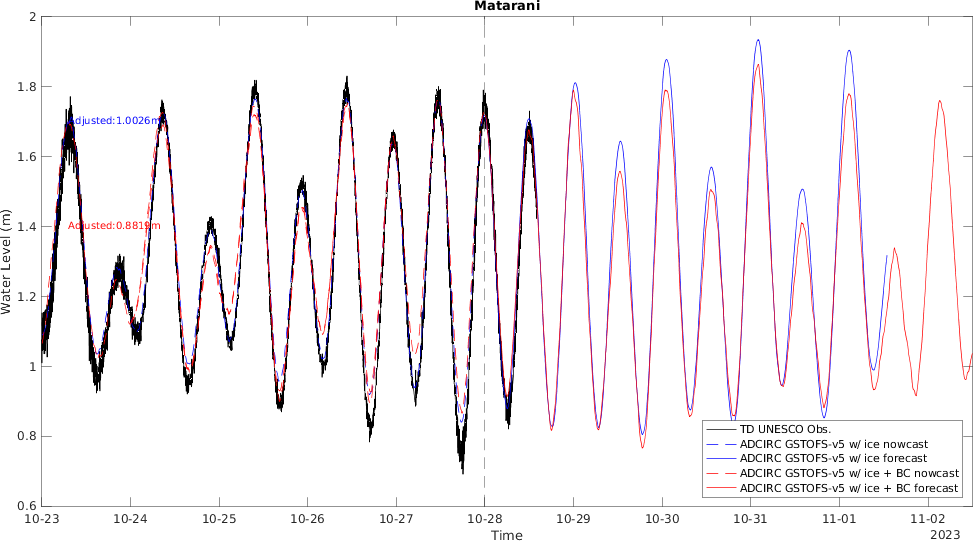 Matarani
2
1.8
Adjusted:1.0026m
1.6
Adjusted:0.8819m
1.4
Water Level (m)
1.2
1
0.8
0.6
TD UNESCO Obs.
ADCIRC GSTOFS-v5 w/ ice nowcast
ADCIRC GSTOFS-v5 w/ ice forecast
ADCIRC GSTOFS-v5 w/ ice + BC nowcast
ADCIRC GSTOFS-v5 w/ ice + BC forecast
10-23 10-24 10-25 10-26 10-27 10-28 10-29 10-30 10-31 11-01 11-02
Time
2023